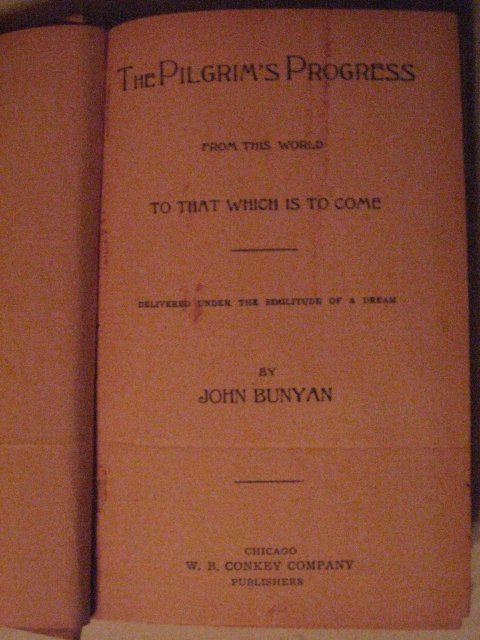 THE PILGRIM'S PROGRESS
FROM THIS WORLD
TO THAT WHICH IS TO COME
DELIVERED UNDER THE SIMILITUDE OF A DREAM
BY
JOHN BUNYAN
CHICAGO
W. B. CONKEY COMPANY
PUBLISHERS